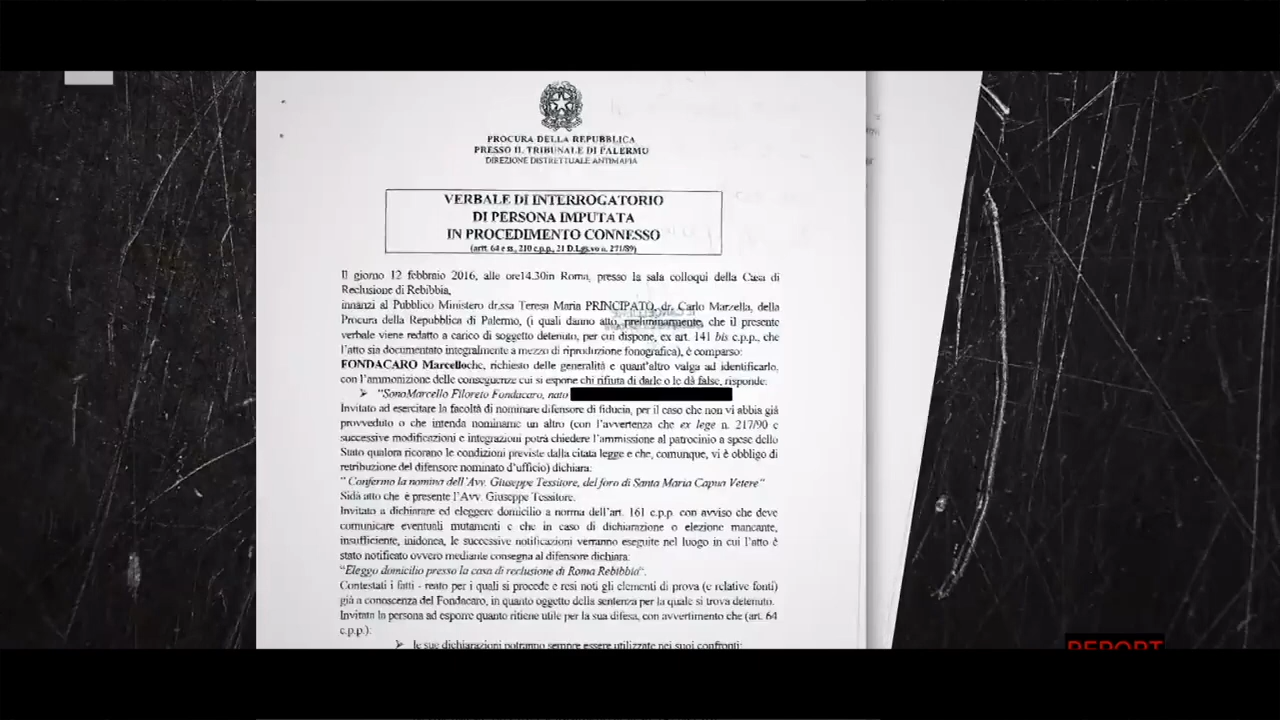 PROCURA DELLA REPUBBLICA
PRESSO IL TRIBUNALE DI PALERMO
DIREZIONE DISTRETTUALE ANTIMAFIA
VERBALE DI INTERROGATORIO
DI PERSONA IMPUTATA
IN PROCEDIMENTO CONNESSO
(artt. 64 e ss., 210 c.p.p., 21 D.Lgs.vo n. 271/89)
Il giorno 12 febbraio 2016, alle ore14.30in Roma, presso la sala colloqui della Casa di
Reclusione di Rebibbia,
innanzi al Pubblico Ministero dr.ssa Teresa Maria PRINCIPATO, dr. Carlo Marzella, della
Procura della Repubblica di Palermo, (i quali danno atto, preliminarmente, che il presente
verbale viene redatto a carico di soggetto detenuto, per cui dispone, ex art. 141 bis c.p.p., che
l'atto sia documentato integralmente a mezzo di riproduzione fonografica), è comparso:
FONDACARO Marcelloche, richiesto delle generalità e quant'altro valga ad identificarlo,
con l'ammonizione delle conseguenze cui si espone chi rifiuta di darle o le dà false, risponde:
➢ "SonoMarcello Filoreto Fondacaro, nato
Invitato ad esercitare la facoltà di nominare difensore di fiducia, per il caso che non vi abbia già
provveduto o che intenda nominarne un altro (con l'avvertenza che ex lege n. 217/90 e
successive modificazioni e integrazioni potrà chiedere l'ammissione al patrocinio a spese dello
Stato qualora ricorano le condizioni previste dalla citata legge e che, comunque, vi è obbligo di
retribuzione del difensore nominato d'ufficio) dichiara:
" Confermo la nomina dell'Avv. Giuseppe Tessitore, del foro di Santa Maria Capua Vetere"
Sidà atto che è presente l'Avv. Giuseppe Tessitore.
Invitato a dichiarare ed eleggere domicilio a norma dell'art. 161 c.p.p. con avviso che deve
comunicare eventuali mutamenti e che in caso di dichiarazione o elezione mancante,
insufficiente, inidonea, le successive notificazioni verranno eseguite nel luogo in cui l'atto è
stato notificato ovvero mediante consegna al difensore dichiara:
"Eleggo domicilio presso la casa di reclusione di Roma Rebibbia".
Contestati i fatti - reato per i quali si procede e resi noti gli elementi di prova (e relative fonti)
già a conoscenza del Fondacaro, in quanto oggetto della sentenza per la quale si trova detenuto.
Invitata la persona ad esporre quanto ritiene utile per la sua difesa, con avvertimento che (art. 64
c.p.p.):
➢ le sue dichiarazioni potranno sempre essere utilizzate nei suoi confronti;
REPORT